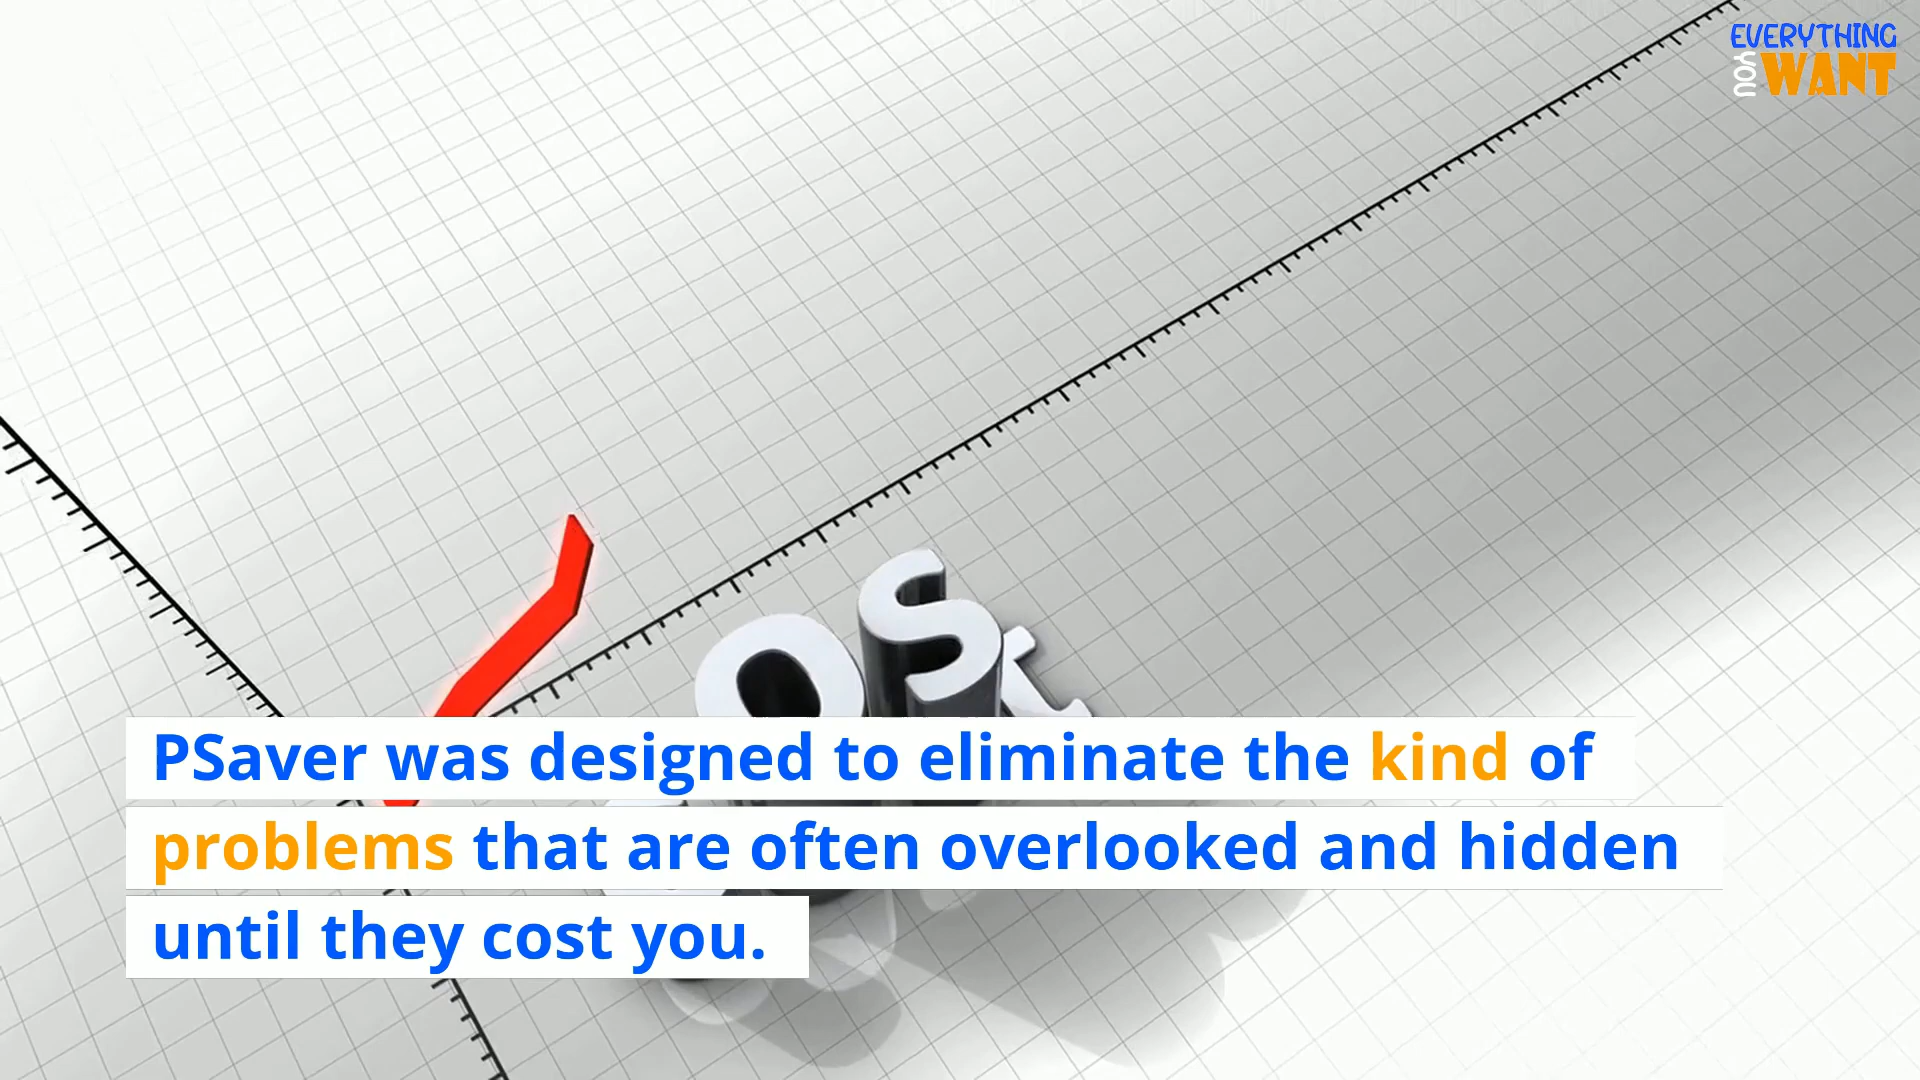 EVERYTHING
YOU WANT
ost
PSaver was designed to eliminate the kind of
problems that are often overlooked and hidden
until they cost you.